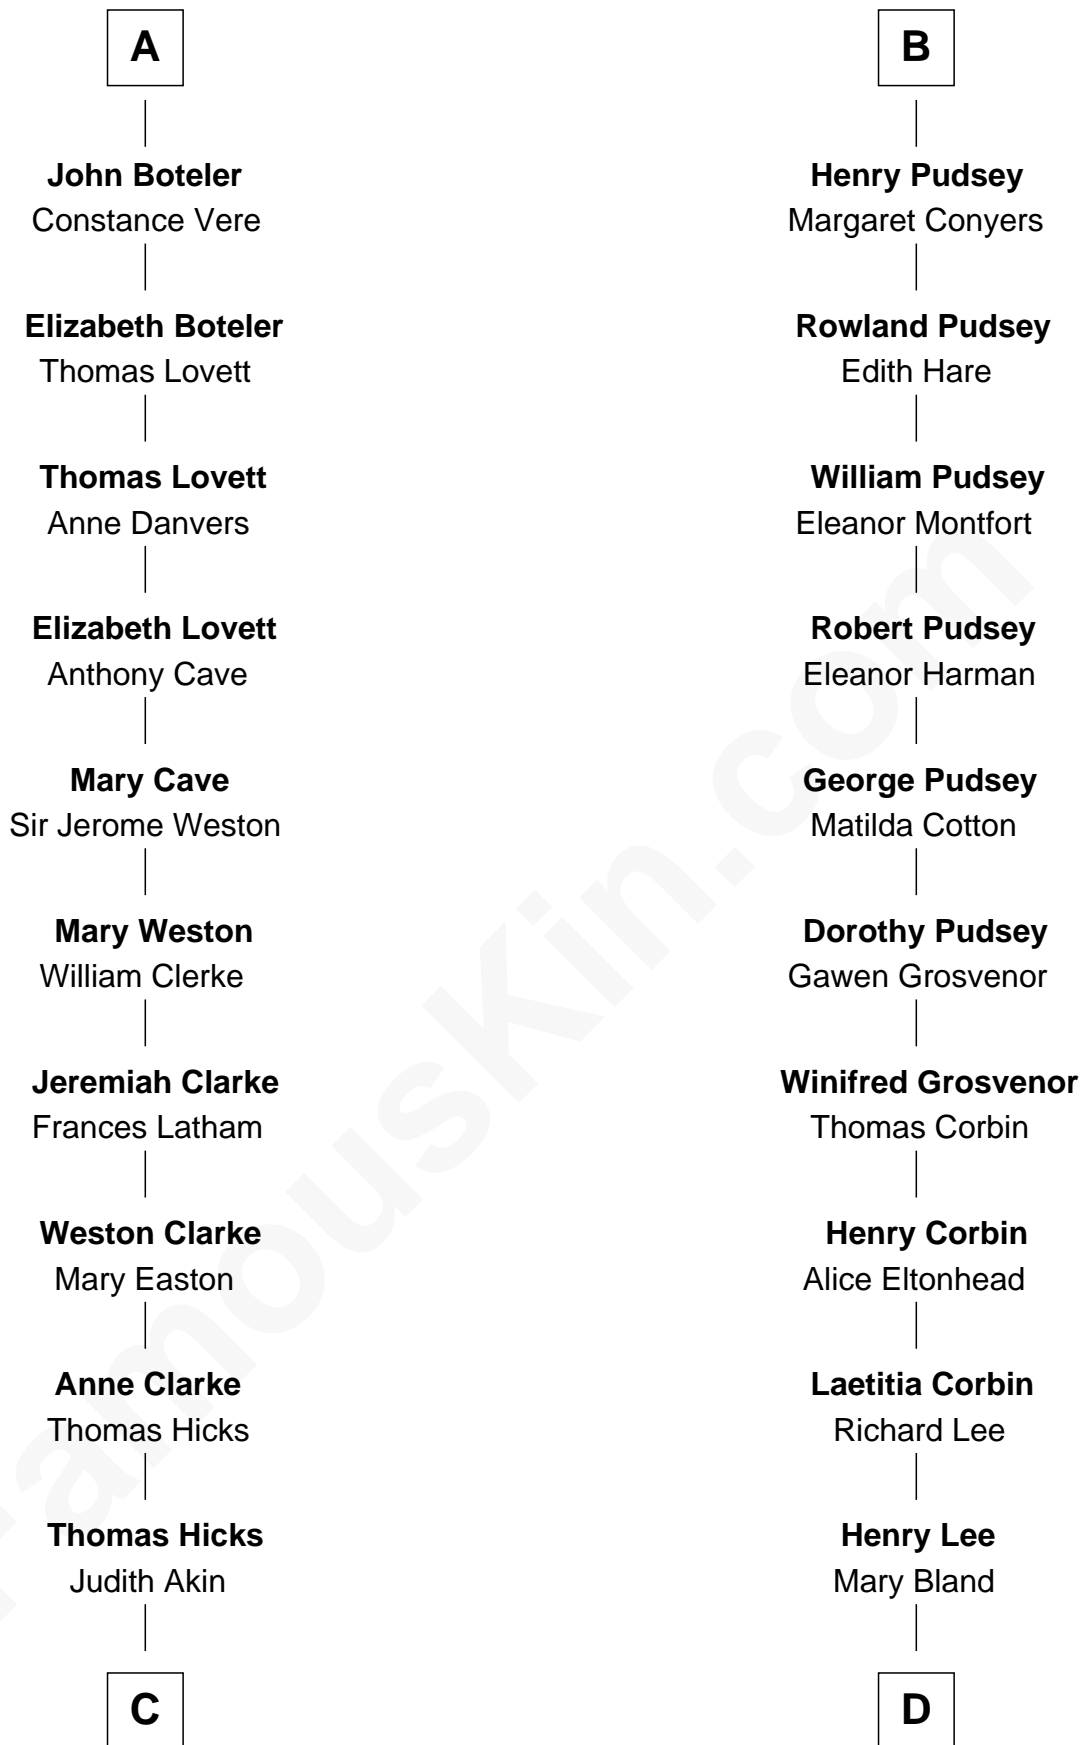 A
John Boteler
Constance Vere
Elizabeth Boteler
Thomas Lovett
Thomas Lovett
Anne Danvers
Elizabeth Lovett
Anthony Cave
Mary Cave
Sir Jerome Weston
Mary Weston
William Clerke
Jeremiah Clarke
Frances Latham
Weston Clarke
Mary Easton
Anne Clarke
Thomas Hicks
Thomas Hicks
Judith Akin
C
B
Henry Pudsey
Margaret Conyers
Rowland Pudsey
Edith Hare
William Pudsey
Eleanor Montfort
Robert Pudsey
Eleanor Harman
George Pudsey
Matilda Cotton
Dorothy Pudsey
Gawen Grosvenor
Winifred Grosvenor
Thomas Corbin
Henry Corbin
Alice Eltonhead
Laetitia Corbin
Richard Lee
Henry Lee
Mary Bland
D
FamousKin.com